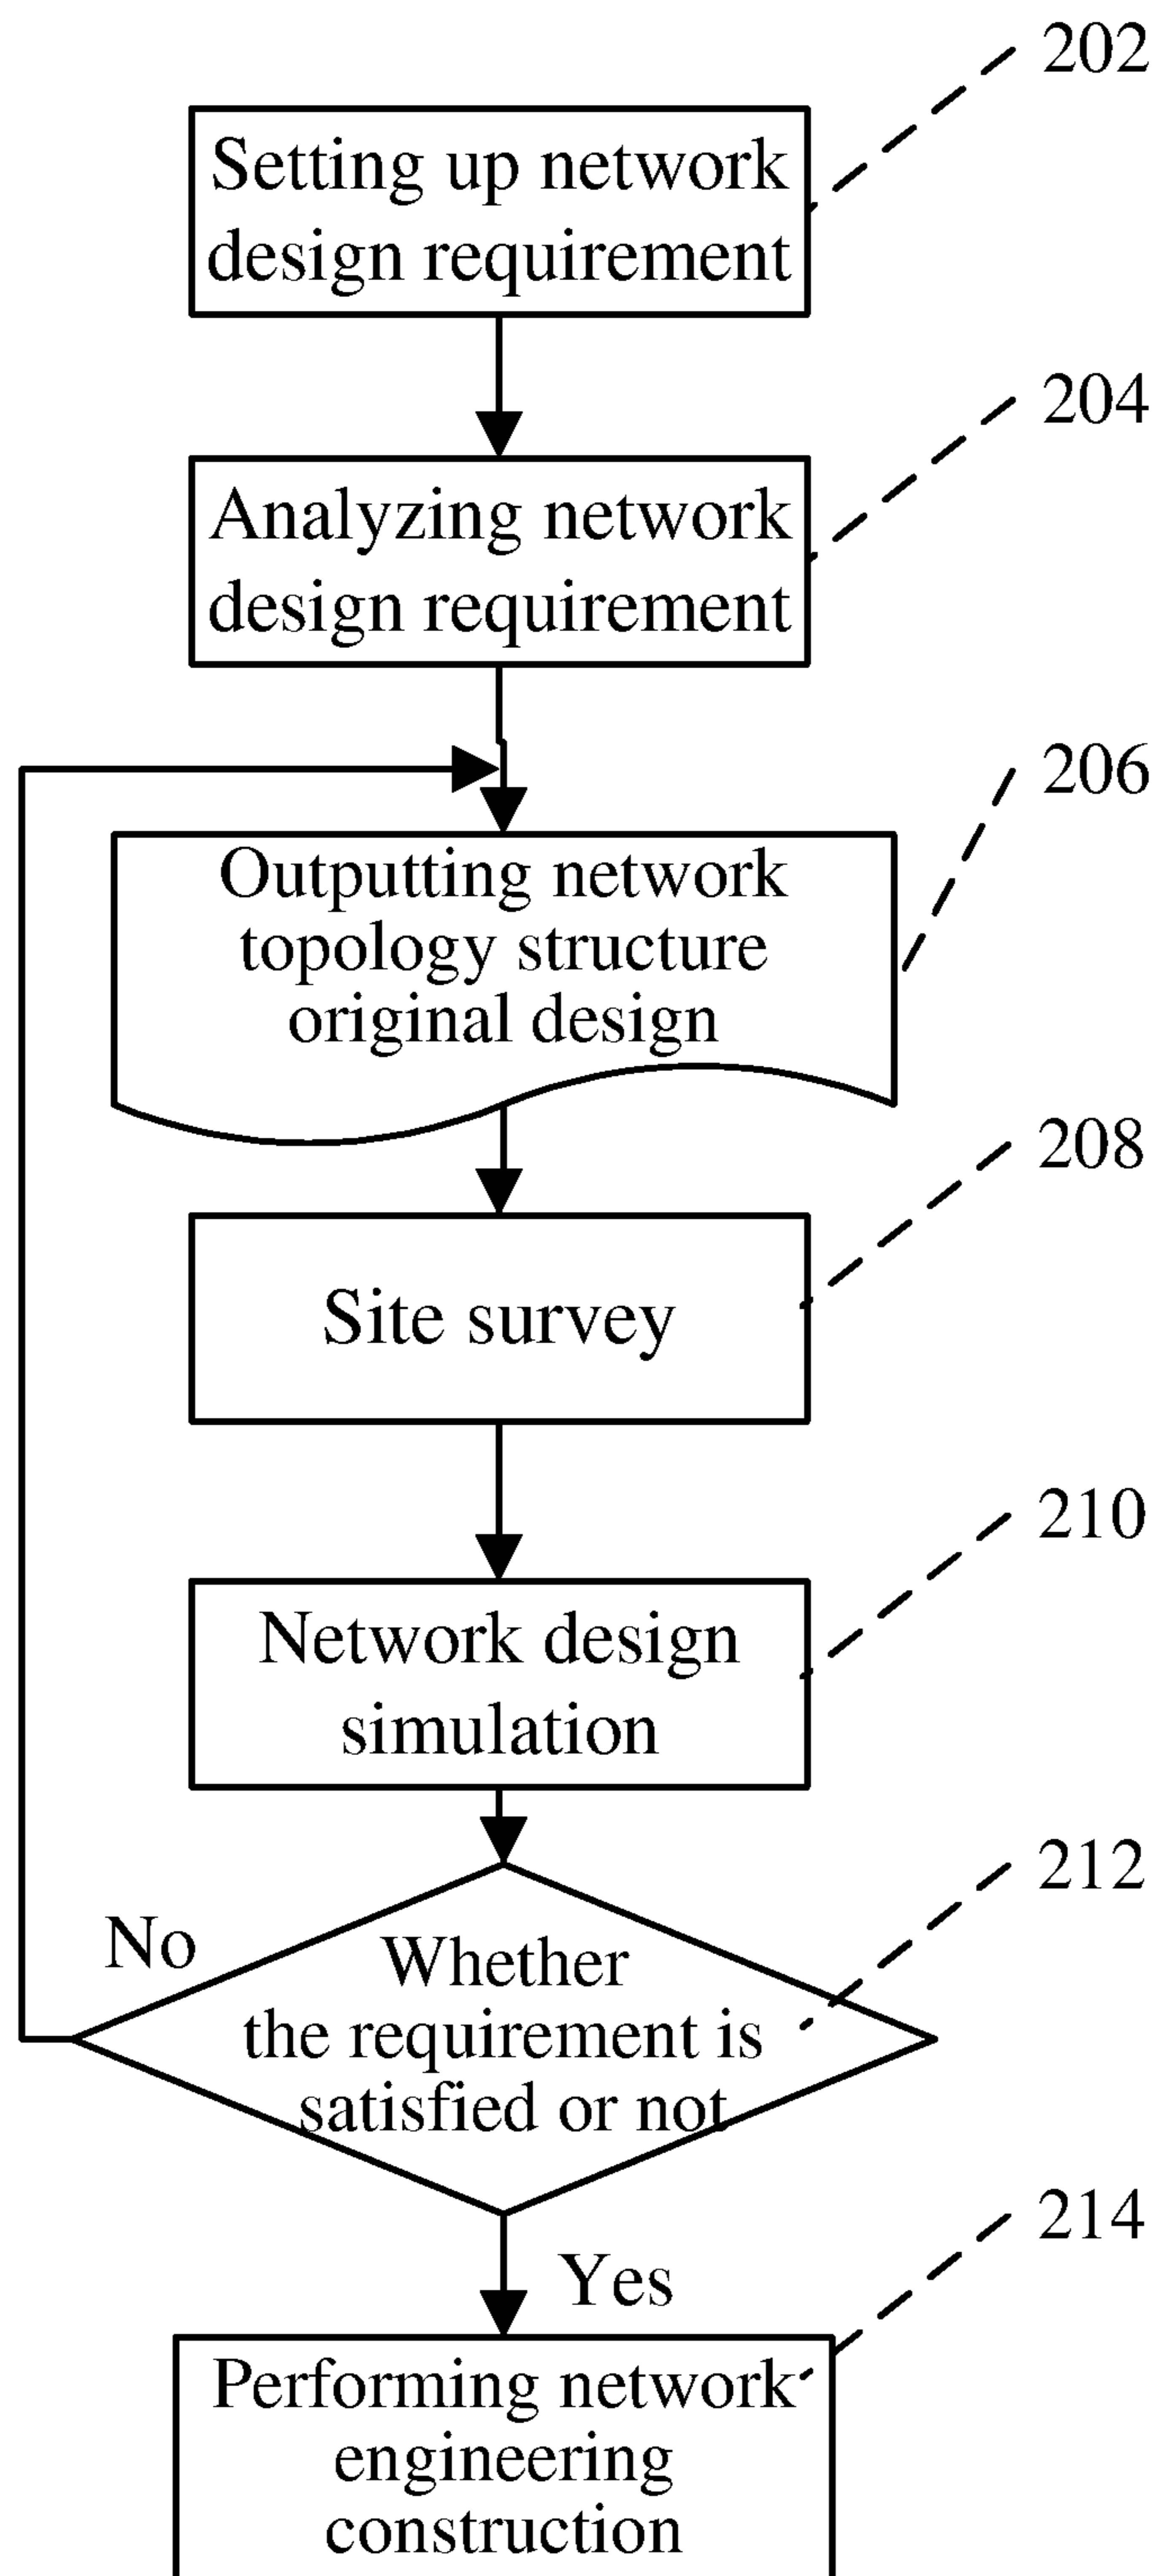 202
Setting up network
design requirement
204
Analyzing network
design requirement
206
Outputting network
topology structure
original design
208
Site survey
210
Network design
simulation
212
No
Whether
the requirement is
satisfied or not
214
Yes
Performing network
engineering
construction